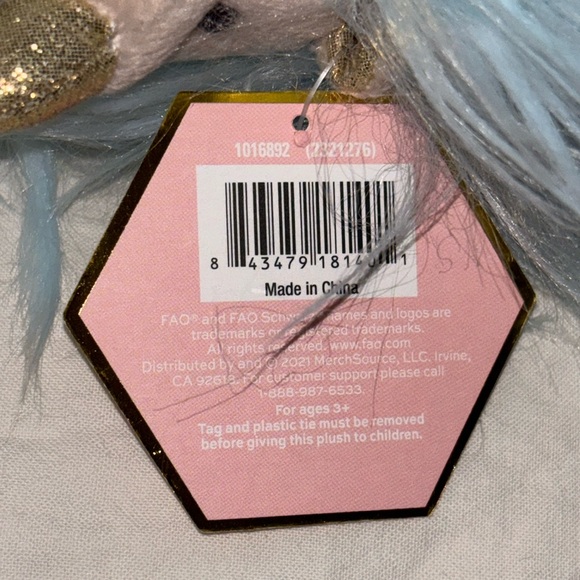 1016892 (2321276)
8 43479 1814 1
Made in China
FAO® and FAO Schwarz names and logos are
trademarks or registered trademarks.
All rights reserved. www.fao.com
Distributed by and © 2021 MerchSource, LLC. Irvine,
CA 92618. For customer support please call
1-888-987-6533.
For ages 3+
Tag and plastic tie must be removed
before giving this plush to children.